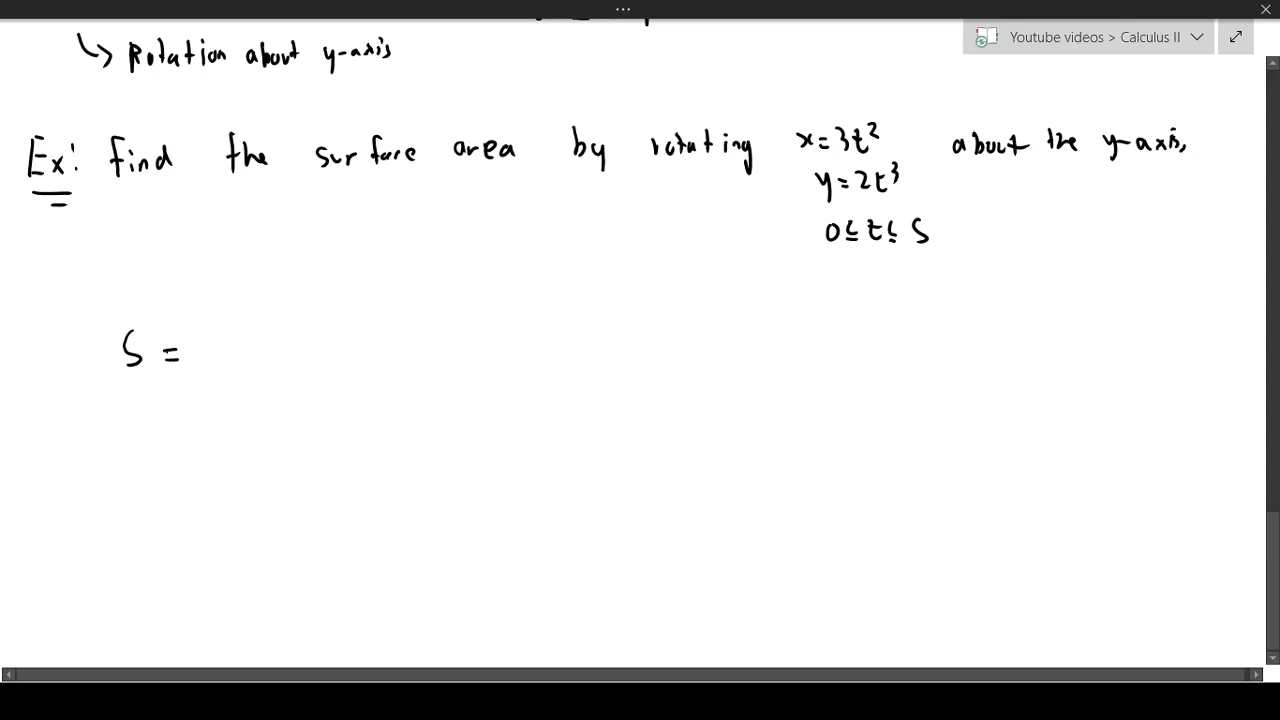 Youtube videos > Calculus II
↳ Rotation about y-axis
Ex: find the surface area by rotating x=3t² about the y-axis,
y=2t³
0≤t≤5
S =